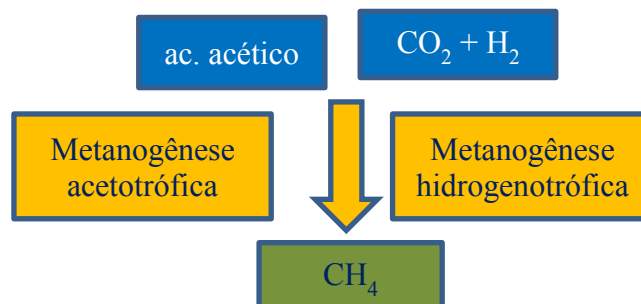 ac. acético
CO₂ + H₂
Metanogênese
acetotrófica
Metanogênese
hidrogenotrófica
CH₄